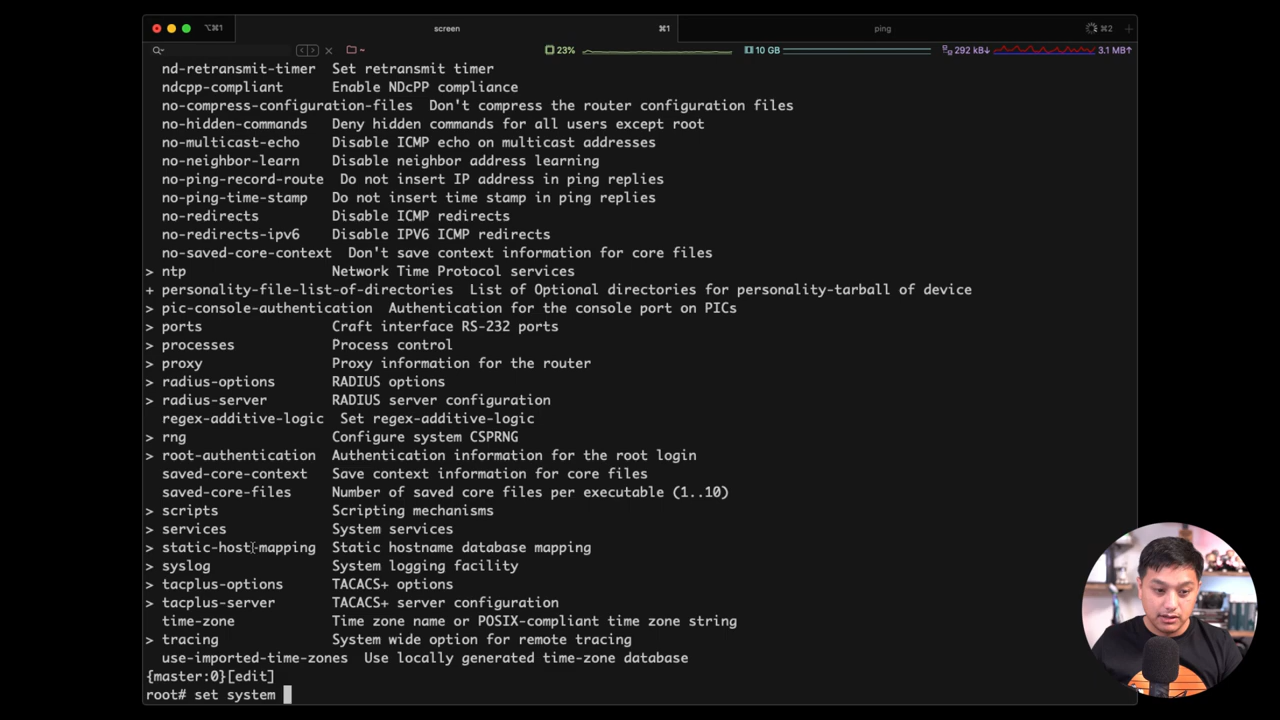 ⌥⌘1 screen ⌘1 ping ⌘2 +
~ 23% 10 GB 292 kB↓ 3.1 MB↑
nd-retransmit-timer Set retransmit timer
ndcpp-compliant Enable NDcPP compliance
no-compress-configuration-files Don't compress the router configuration files
no-hidden-commands Deny hidden commands for all users except root
no-multicast-echo Disable ICMP echo on multicast addresses
no-neighbor-learn Disable neighbor address learning
no-ping-record-route Do not insert IP address in ping replies
no-ping-time-stamp Do not insert time stamp in ping replies
no-redirects Disable ICMP redirects
no-redirects-ipv6 Disable IPV6 ICMP redirects
no-saved-core-context Don't save context information for core files
> ntp Network Time Protocol services
+ personality-file-list-of-directories List of Optional directories for personality-tarball of device
> pic-console-authentication Authentication for the console port on PICs
> ports Craft interface RS-232 ports
> processes Process control
> proxy Proxy information for the router
> radius-options RADIUS options
> radius-server RADIUS server configuration
regex-additive-logic Set regex-additive-logic
> rng Configure system CSPRNG
> root-authentication Authentication information for the root login
saved-core-context Save context information for core files
saved-core-files Number of saved core files per executable (1..10)
> scripts Scripting mechanisms
> services System services
> static-host-mapping Static hostname database mapping
> syslog System logging facility
> tacplus-options TACACS+ options
> tacplus-server TACACS+ server configuration
time-zone Time zone name or POSIX-compliant time zone string
> tracing System wide option for remote tracing
use-imported-time-zones Use locally generated time-zone database
{master:0}[edit]
root# set system